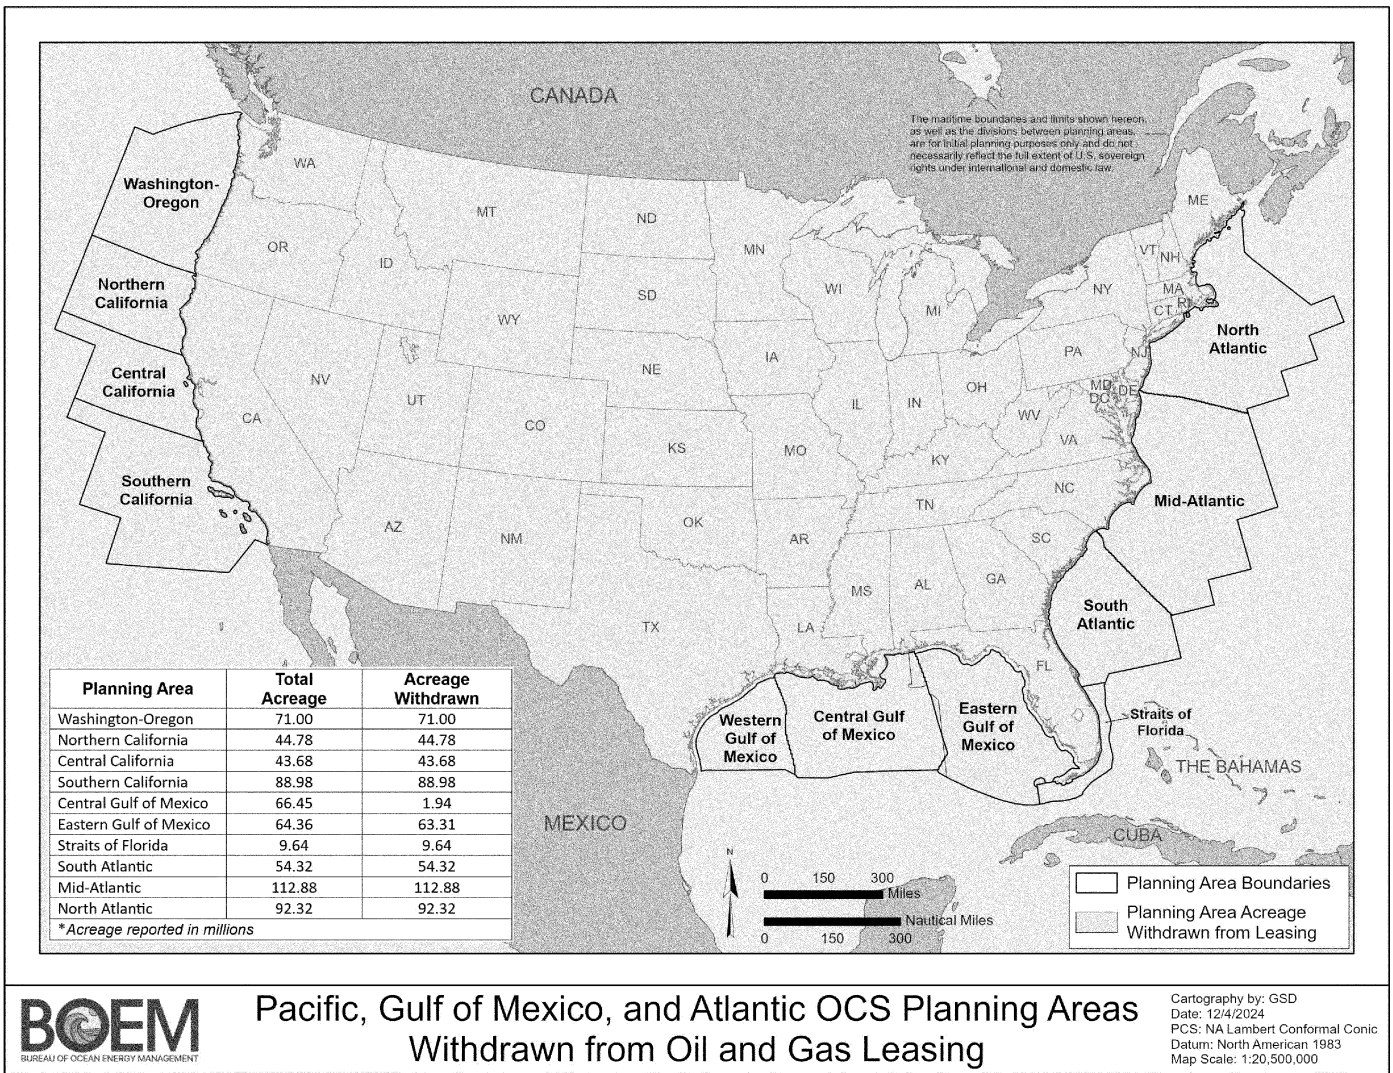 CANADA
The maritime boundaries and limits shown hereon,
as well as the divisions between planning areas,
are for initial planning purposes only and do not
necessarily reflect the full extent of U.S. sovereign
rights under international and domestic law.
WA
OR
ID
MT
ND
MN
SD
WY
NE
IA
WI
MI
NY
VT
NH
ME
MA
RI
CT
PA
NJ
OH
IN
IL
MD
DC
DE
WV
VA
KY
NV
UT
CA
CO
KS
MO
TN
NC
AZ
NM
OK
AR
SC
MS
AL
GA
TX
LA
FL
Washington-
Oregon
Northern
California
Central
California
Southern
California
North
Atlantic
Mid-Atlantic
South
Atlantic
Straits of
Florida
Western
Gulf of
Mexico
Central Gulf
of Mexico
Eastern
Gulf of
Mexico
THE BAHAMAS
CUBA
MEXICO
Planning Area Total Acreage Acreage Withdrawn
Washington-Oregon 71.00 71.00
Northern California 44.78 44.78
Central California 43.68 43.68
Southern California 88.98 88.98
Central Gulf of Mexico 66.45 1.94
Eastern Gulf of Mexico 64.36 63.31
Straits of Florida 9.64 9.64
South Atlantic 54.32 54.32
Mid-Atlantic 112.88 112.88
North Atlantic 92.32 92.32
*Acreage reported in millions
N
0 150 300
Miles
Nautical Miles
0 150 300
Planning Area Boundaries
Planning Area Acreage
Withdrawn from Leasing
BOEM
BUREAU OF OCEAN ENERGY MANAGEMENT
Pacific, Gulf of Mexico, and Atlantic OCS Planning Areas
Withdrawn from Oil and Gas Leasing
Cartography by: GSD
Date: 12/4/2024
PCS: NA Lambert Conformal Conic
Datum: North American 1983
Map Scale: 1:20,500,000